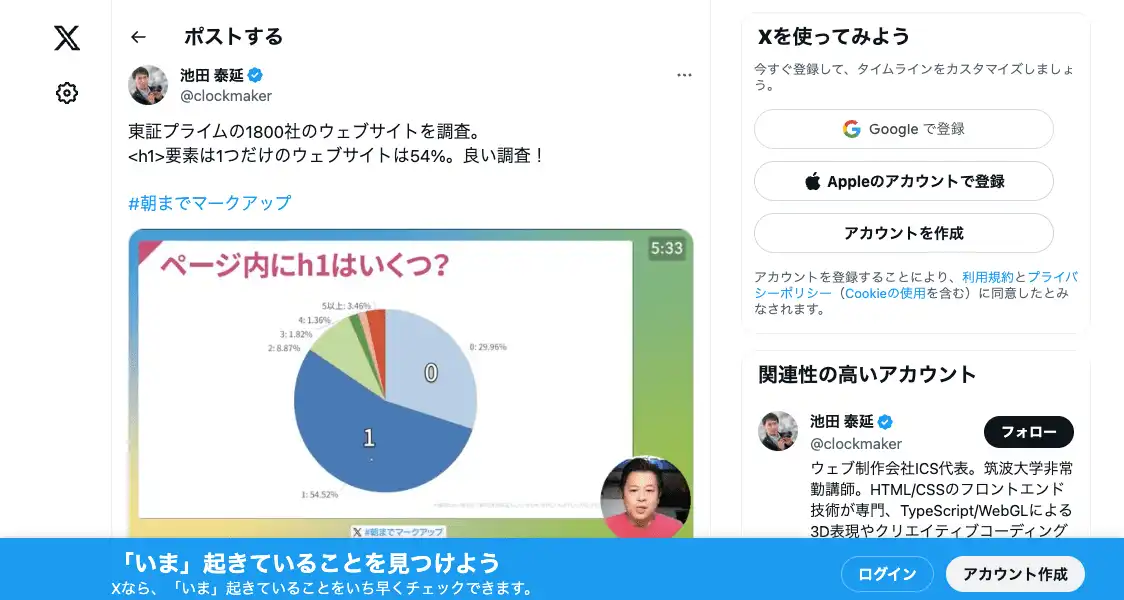 ポストする
池田 泰延
@clockmaker
東証プライムの1800社のウェブサイトを調査。
<h1>要素は1つだけのウェブサイトは54%。良い調査！
#朝までマークアップ
5:33
ページ内にh1はいくつ?
5以上: 3.46%
4: 1.36%
3: 1.82%
2: 8.87%
0: 29.96%
0
1
1: 54.52%
X #朝までマークアップ
Xを使ってみよう
今すぐ登録して、タイムラインをカスタマイズしましょ
う。
Google で登録
Appleのアカウントで登録
アカウントを作成
アカウントを登録することにより、利用規約とプライバ
シーポリシー（Cookieの使用を含む）に同意したとみ
なされます。
関連性の高いアカウント
池田 泰延
@clockmaker
フォロー
ウェブ制作会社ICS代表。筑波大学非常
勤講師。HTML/CSSのフロントエンド
技術が専門、TypeScript/WebGLによる
3D表現やクリエイティブコーディング
「いま」起きていることを見つけよう
Xなら、「いま」起きていることをいち早くチェックできます。
ログイン
アカウント作成